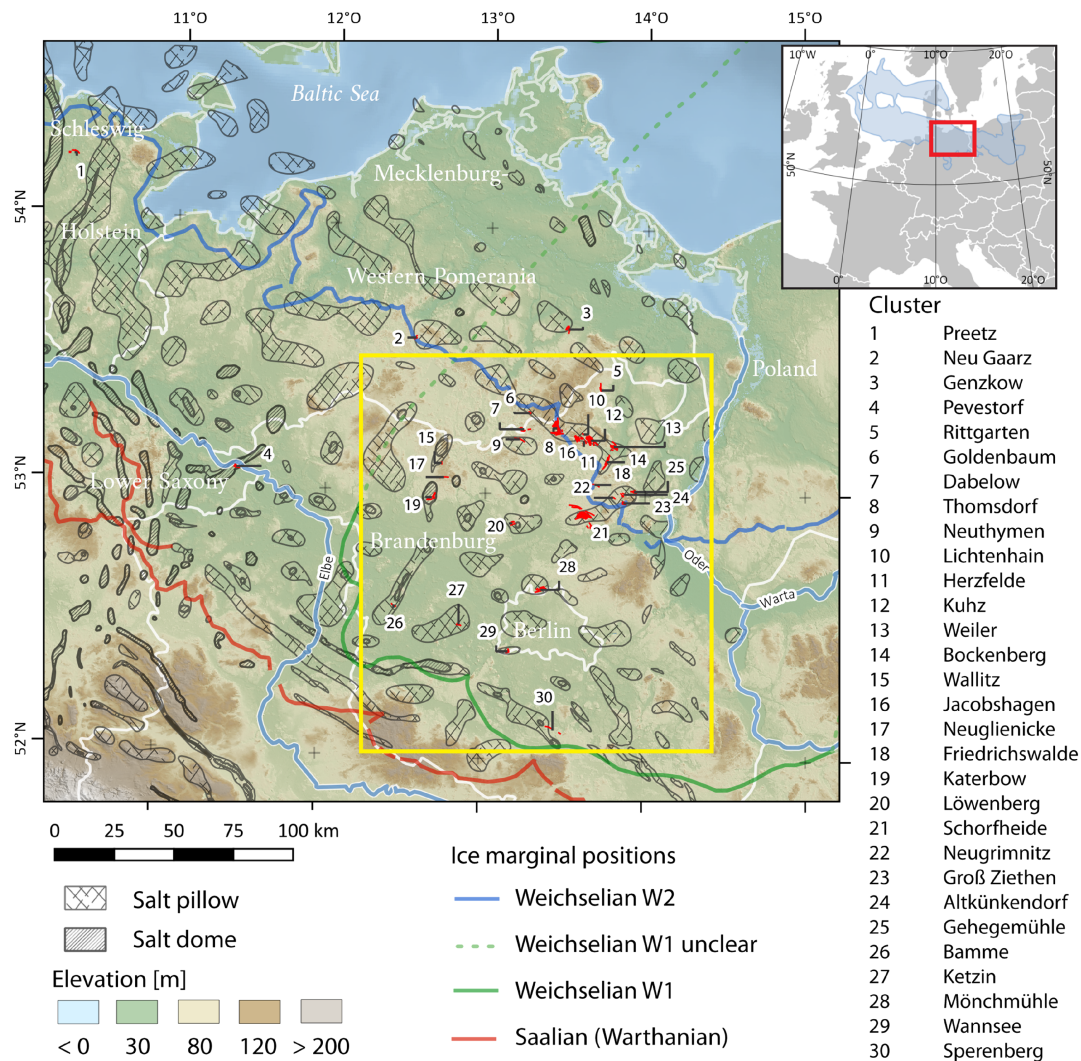 11°O 12°O 13°O 14°O 15°O
10°W 0° 10°O 20°O
50°N 50°N
0° 10°O 20°O
54°N
53°N
52°N
Baltic Sea
Schleswig-
Holstein
Mecklenburg-
Western Pomerania
Poland
Lower Saxony
Brandenburg
Berlin
Elbe
Oder
Warta
1
2
3
4
5
6
7
8
9
10
11
12
13
14
15
16
17
18
19
20
21
22
23
24
25
26
27
28
29
30
Cluster
1 Preetz
2 Neu Gaarz
3 Genzkow
4 Pevestorf
5 Rittgarten
6 Goldenbaum
7 Dabelow
8 Thomsdorf
9 Neuthymen
10 Lichtenhain
11 Herzfelde
12 Kuhz
13 Weiler
14 Bockenberg
15 Wallitz
16 Jacobshagen
17 Neuglienicke
18 Friedrichswalde
19 Katerbow
20 Löwenberg
21 Schorfheide
22 Neugrimnitz
23 Groß Ziethen
24 Altkünkendorf
25 Gehegemühle
26 Bamme
27 Ketzin
28 Mönchmühle
29 Wannsee
30 Sperenberg
0 25 50 75 100 km
Salt pillow
Salt dome
Elevation [m]
< 0 30 80 120 > 200
Ice marginal positions
Weichselian W2
Weichselian W1 unclear
Weichselian W1
Saalian (Warthanian)